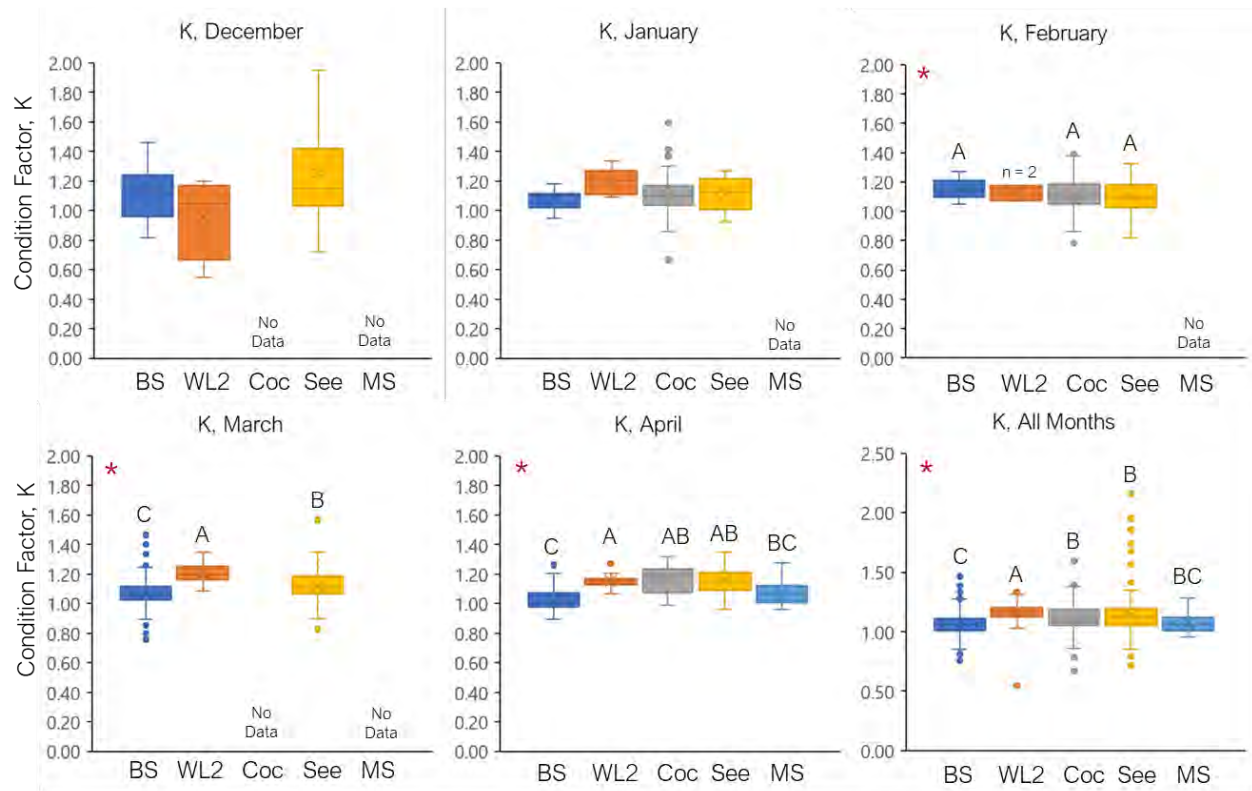 K, December
Condition Factor, K
2.00
1.80
1.60
1.40
1.20
1.00
0.80
0.60
0.40
0.20
0.00
No
Data
No
Data
BS WL2 Coc See MS
K, January
2.00
1.80
1.60
1.40
1.20
1.00
0.80
0.60
0.40
0.20
0.00
No
Data
BS WL2 Coc See MS
K, February
2.00
1.80
1.60
1.40
1.20
1.00
0.80
0.60
0.40
0.20
0.00
*
A
n = 2
A
A
No
Data
BS WL2 Coc See MS
K, March
Condition Factor, K
2.00
1.80
1.60
1.40
1.20
1.00
0.80
0.60
0.40
0.20
0.00
*
C
A
B
No
Data
No
Data
BS WL2 Coc See MS
K, April
2.00
1.80
1.60
1.40
1.20
1.00
0.80
0.60
0.40
0.20
0.00
*
C
A
AB
AB
BC
BS WL2 Coc See MS
K, All Months
2.50
2.00
1.50
1.00
0.50
0.00
*
C
A
B
B
BC
BS WL2 Coc See MS